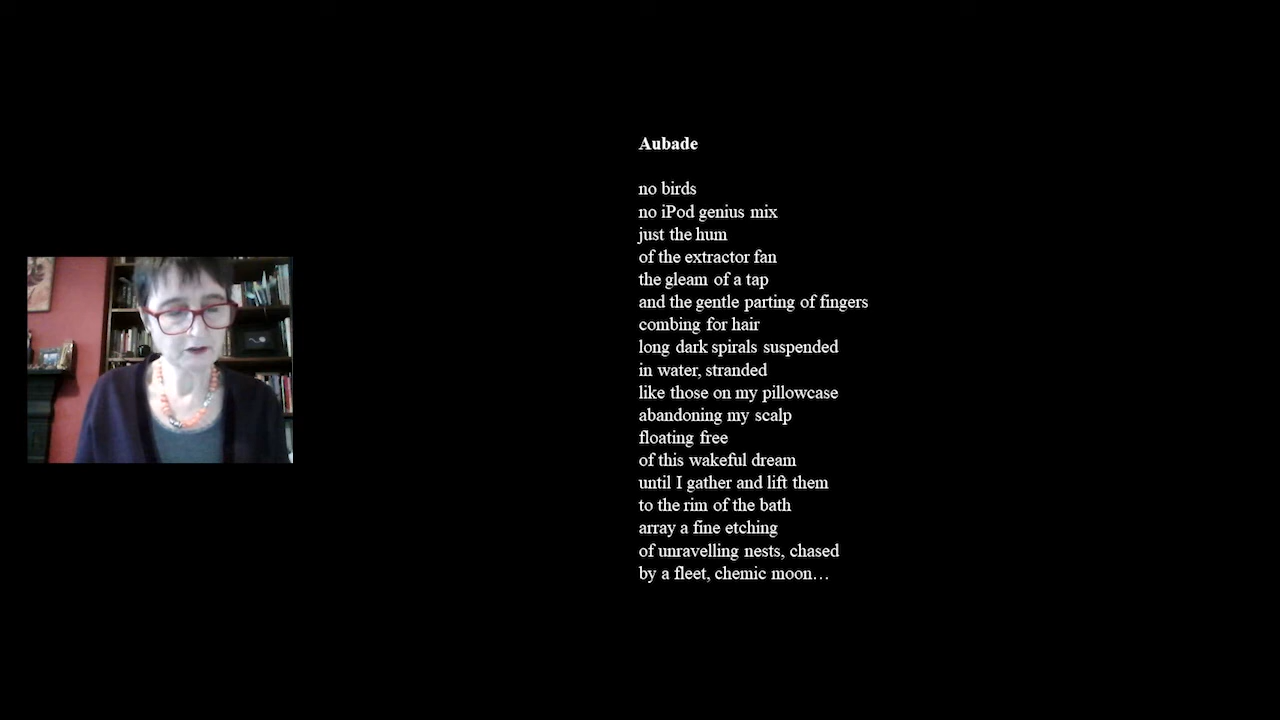 Aubade
no birds
no iPod genius mix
just the hum
of the extractor fan
the gleam of a tap
and the gentle parting of fingers
combing for hair
long dark spirals suspended
in water, stranded
like those on my pillowcase
abandoning my scalp
floating free
of this wakeful dream
until I gather and lift them
to the rim of the bath
array a fine etching
of unravelling nests, chased
by a fleet, chemic moon…